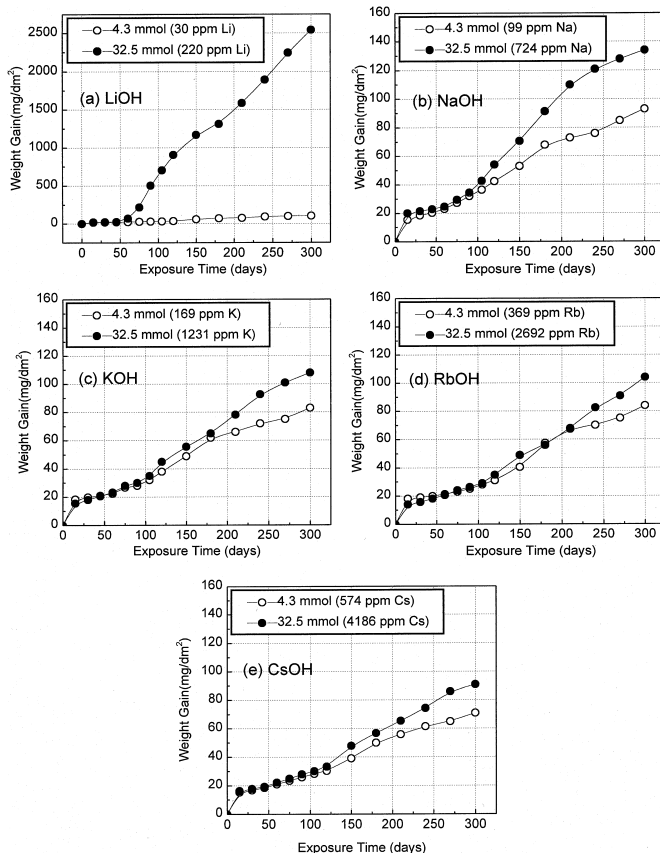 4.3 mmol (30 ppm Li)
32.5 mmol (220 ppm Li)
(a) LiOH
Weight Gain(mg/dm²)
2500
2000
1500
1000
500
0
0 50 100 150 200 250 300
Exposure Time (days)
4.3 mmol (99 ppm Na)
32.5 mmol (724 ppm Na)
(b) NaOH
Weight Gain(mg/dm²)
160
140
120
100
80
60
40
20
0
0 50 100 150 200 250 300
Exposure Time (days)
4.3 mmol (169 ppm K)
32.5 mmol (1231 ppm K)
(c) KOH
Weight Gain(mg/dm²)
160
140
120
100
80
60
40
20
0
0 50 100 150 200 250 300
Exposure Time (days)
4.3 mmol (369 ppm Rb)
32.5 mmol (2692 ppm Rb)
(d) RbOH
Weight Gain(mg/dm²)
160
140
120
100
80
60
40
20
0
0 50 100 150 200 250 300
Exposure Time (days)
4.3 mmol (574 ppm Cs)
32.5 mmol (4186 ppm Cs)
(e) CsOH
Weight Gain(mg/dm²)
160
140
120
100
80
60
40
20
0
0 50 100 150 200 250 300
Exposure Time (days)